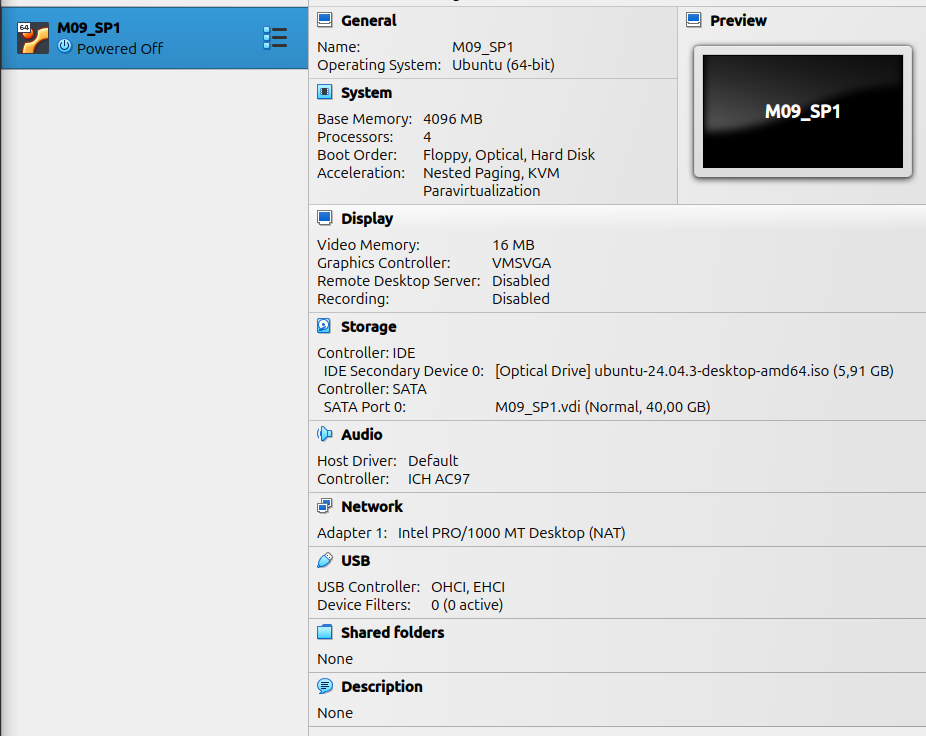 64
M09_SP1
Powered Off
General
Name: M09_SP1
Operating System: Ubuntu (64-bit)
System
Base Memory: 4096 MB
Processors: 4
Boot Order: Floppy, Optical, Hard Disk
Acceleration: Nested Paging, KVM
Paravirtualization
Preview
M09_SP1
Display
Video Memory: 16 MB
Graphics Controller: VMSVGA
Remote Desktop Server: Disabled
Recording: Disabled
Storage
Controller: IDE
IDE Secondary Device 0: [Optical Drive] ubuntu-24.04.3-desktop-amd64.iso (5,91 GB)
Controller: SATA
SATA Port 0: M09_SP1.vdi (Normal, 40,00 GB)
Audio
Host Driver: Default
Controller: ICH AC97
Network
Adapter 1: Intel PRO/1000 MT Desktop (NAT)
USB
USB Controller: OHCI, EHCI
Device Filters: 0 (0 active)
Shared folders
None
Description
None